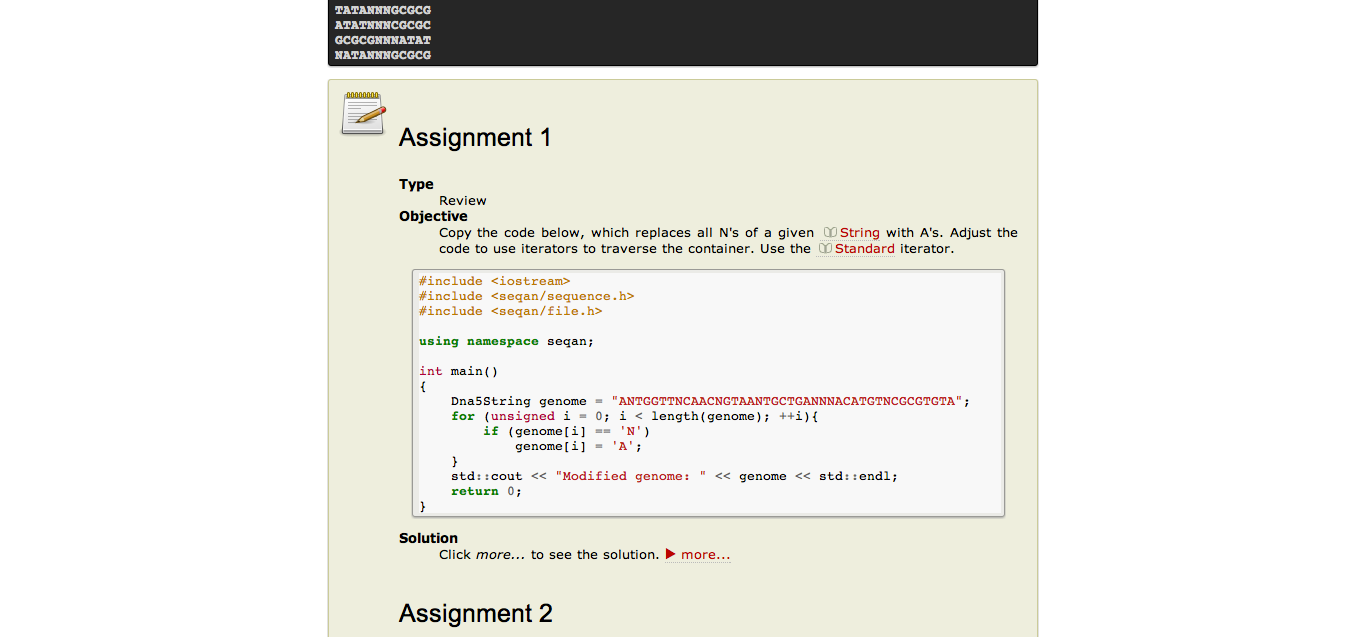 TATANNNGCGCG
ATATNNNCGCGC
GCGCGNNNATAT
NATANNNGCGCG
Assignment 1
Type
Review
Objective
Copy the code below, which replaces all N's of a given String with A's. Adjust the
code to use iterators to traverse the container. Use the Standard iterator.
#include <iostream>
#include <seqan/sequence.h>
#include <seqan/file.h>
using namespace seqan;
int main()
{
Dna5String genome = "ANTGGTTNCAACNGTAANTGCTGANNNACATGTNCGCGTGTA";
for (unsigned i = 0; i < length(genome); ++i){
if (genome[i] == 'N')
genome[i] = 'A';
}
std::cout << "Modified genome: " << genome << std::endl;
return 0;
}
Solution
Click more... to see the solution. more...
Assignment 2